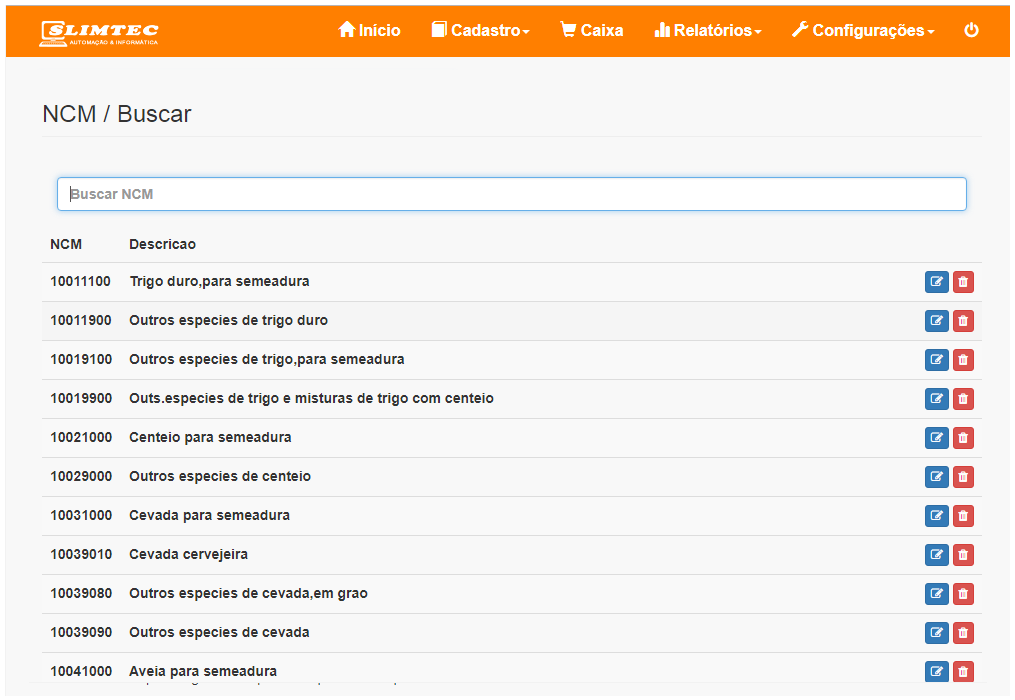 SLIMTEC
AUTOMAÇÃO & INFORMÁTICA
Início Cadastro Caixa Relatórios Configurações
NCM / Buscar
Buscar NCM
NCM Descricao
10011100 Trigo duro,para semeadura
10011900 Outros especies de trigo duro
10019100 Outros especies de trigo,para semeadura
10019900 Outs.especies de trigo e misturas de trigo com centeio
10021000 Centeio para semeadura
10029000 Outros especies de centeio
10031000 Cevada para semeadura
10039010 Cevada cervejeira
10039080 Outros especies de cevada,em grao
10039090 Outros especies de cevada
10041000 Aveia para semeadura